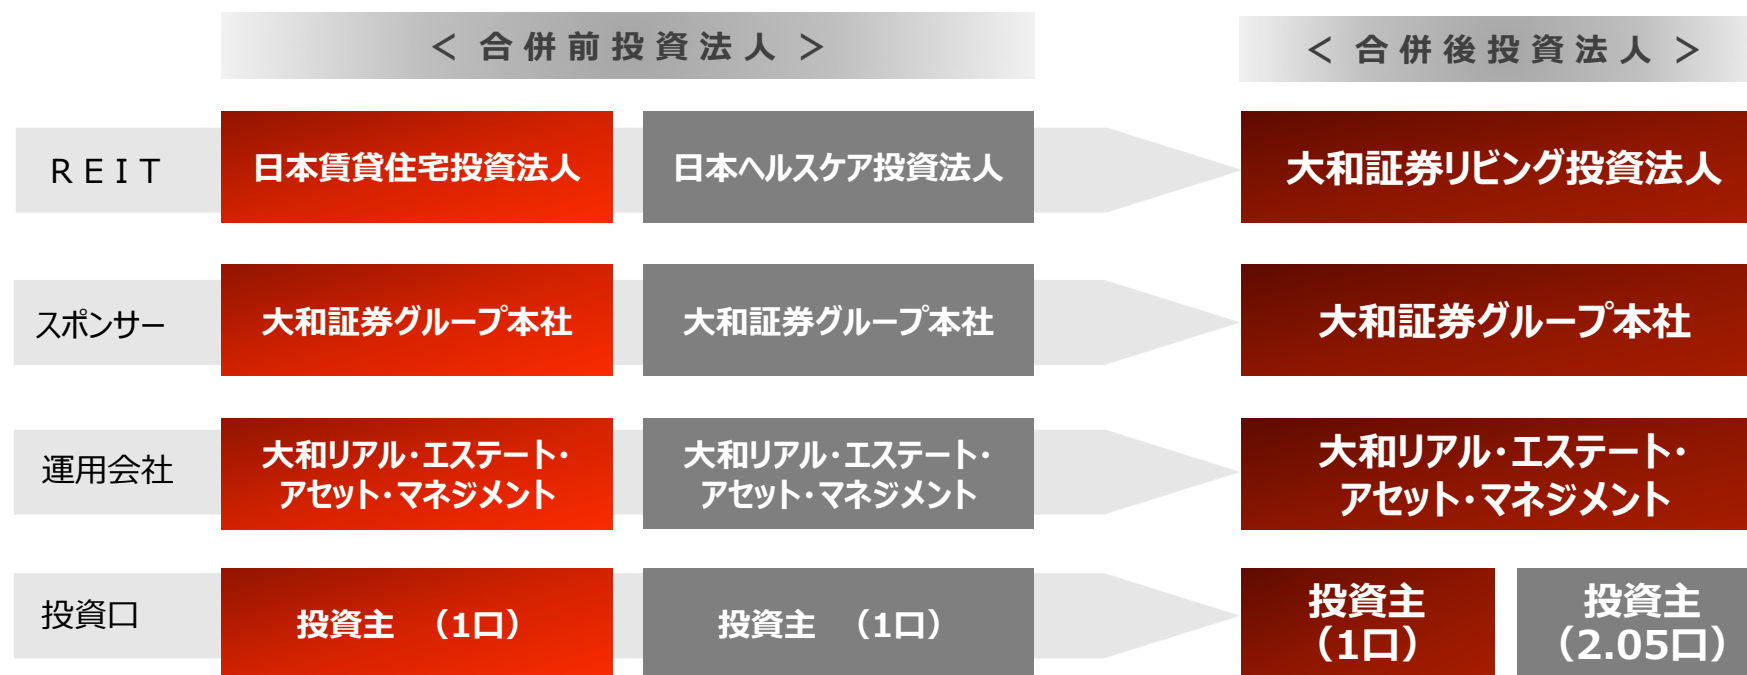 ＜ 合 併 前 投 資 法 人 ＞
＜ 合 併 後 投 資 法 人 ＞
ＲＥＩＴ
日本賃貸住宅投資法人
日本ヘルスケア投資法人
大和証券リビング投資法人
スポンサー
大和証券グループ本社
大和証券グループ本社
大和証券グループ本社
運用会社
大和リアル・エステート・
アセット・マネジメント
大和リアル・エステート・
アセット・マネジメント
大和リアル・エステート・
アセット・マネジメント
投資口
投資主　（1口）
投資主　（1口）
投資主
（1口）
投資主
（2.05口）